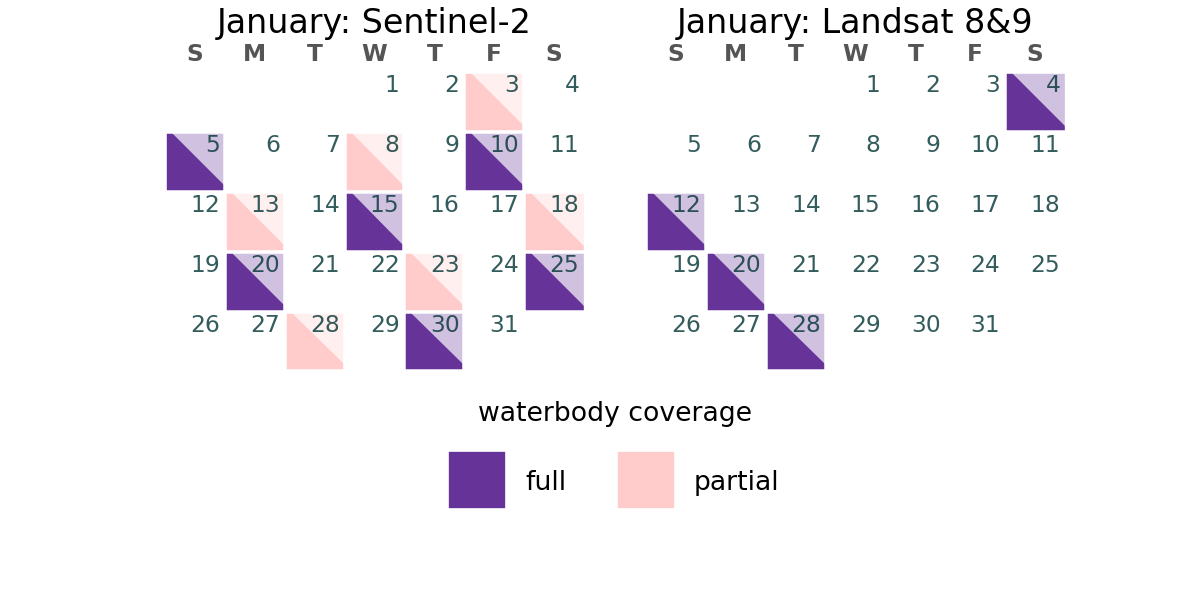 January: Sentinel-2
S M T W T F S
1 2 3 4
5 6 7 8 9 10 11
12 13 14 15 16 17 18
19 20 21 22 23 24 25
26 27 28 29 30 31
January: Landsat 8&9
S M T W T F S
1 2 3 4
5 6 7 8 9 10 11
12 13 14 15 16 17 18
19 20 21 22 23 24 25
26 27 28 29 30 31
waterbody coverage
full partial